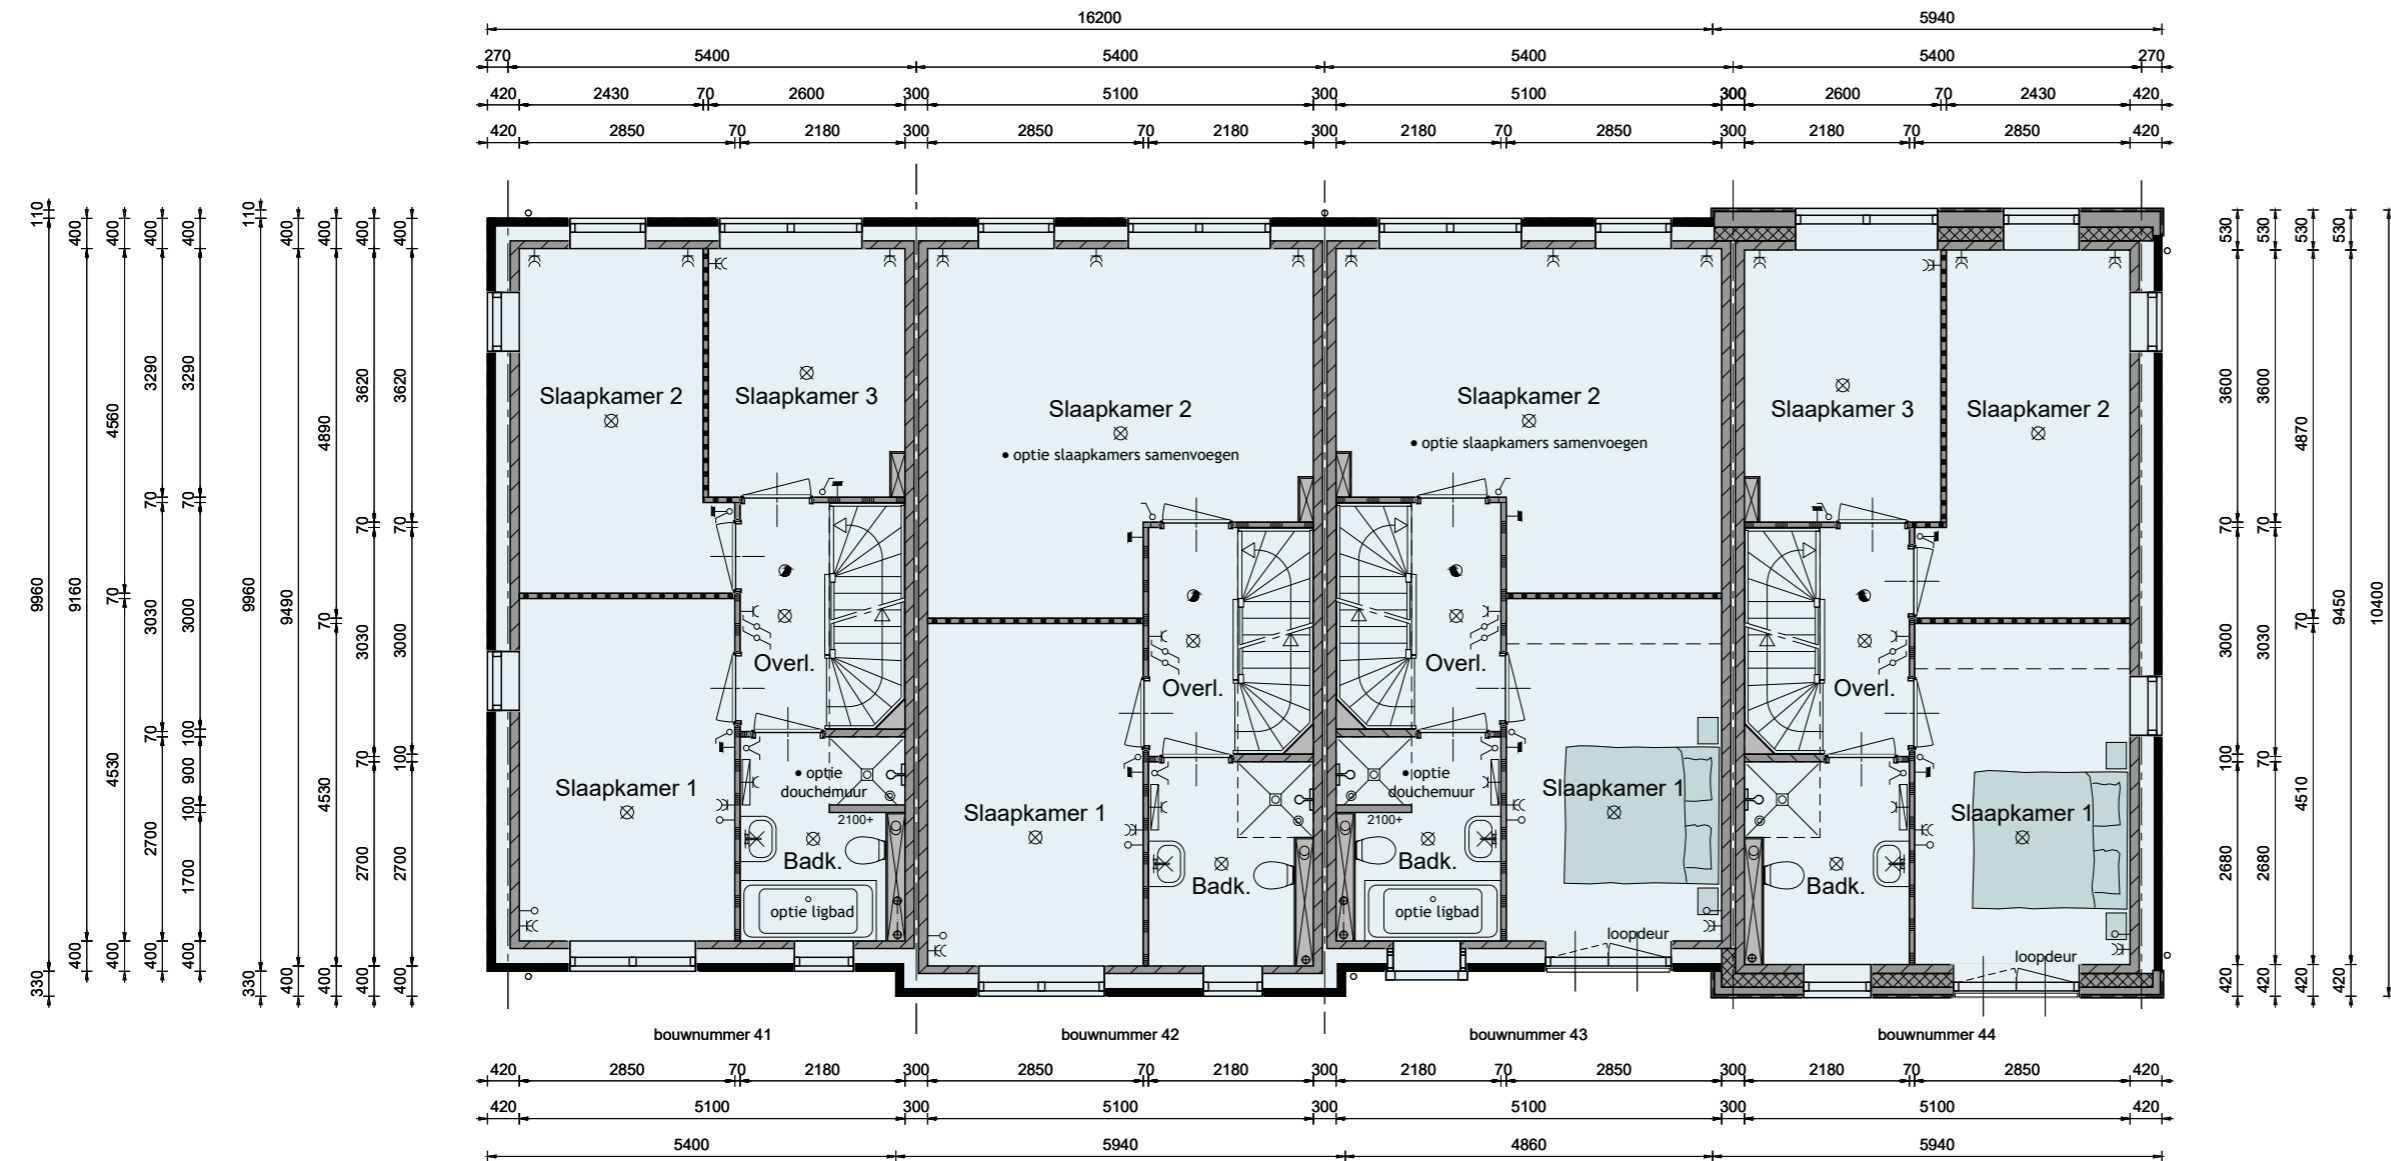 16200 5940
270 5400 5400 5400 5400 270
420 2430 70 2600 300 5100 300 5100 300 2600 70 2430 420
420 2850 70 2180 300 2850 70 2180 300 2180 70 2850 300 2180 70 2850 420
110 9960 330
400 9160 400
400 4560 70 4530 400
400 3290 70 3030 70 2700 400
400 3290 70 3000 100 900 100 1700 400
110 9960 330
400 9490 400
400 4890 70 4530 400
400 3620 70 3030 70 2700 400
400 3620 70 3000 100 2700 400
Slaapkamer 2
Slaapkamer 3
Overl.
Slaapkamer 1
• optie
douchemuur
2100+
Badk.
optie ligbad
Slaapkamer 2
• optie slaapkamers samenvoegen
Overl.
Slaapkamer 1
Badk.
Slaapkamer 2
• optie slaapkamers samenvoegen
Overl.
• optie
douchemuur
2100+
Badk.
optie ligbad
Slaapkamer 1
loopdeur
Slaapkamer 3
Slaapkamer 2
Overl.
Badk.
Slaapkamer 1
loopdeur
530 3600 70 3000 100 2680 420
530 3600 70 3030 70 2680 420
530 4870 70 4510 420
530 9450 420
10400
bouwnummer 41
bouwnummer 42
bouwnummer 43
bouwnummer 44
420 2850 70 2180 300 2850 70 2180 300 2180 70 2850 300 2180 70 2850 420
420 5100 300 5100 300 5100 300 5100 420
5400 5940 4860 5940